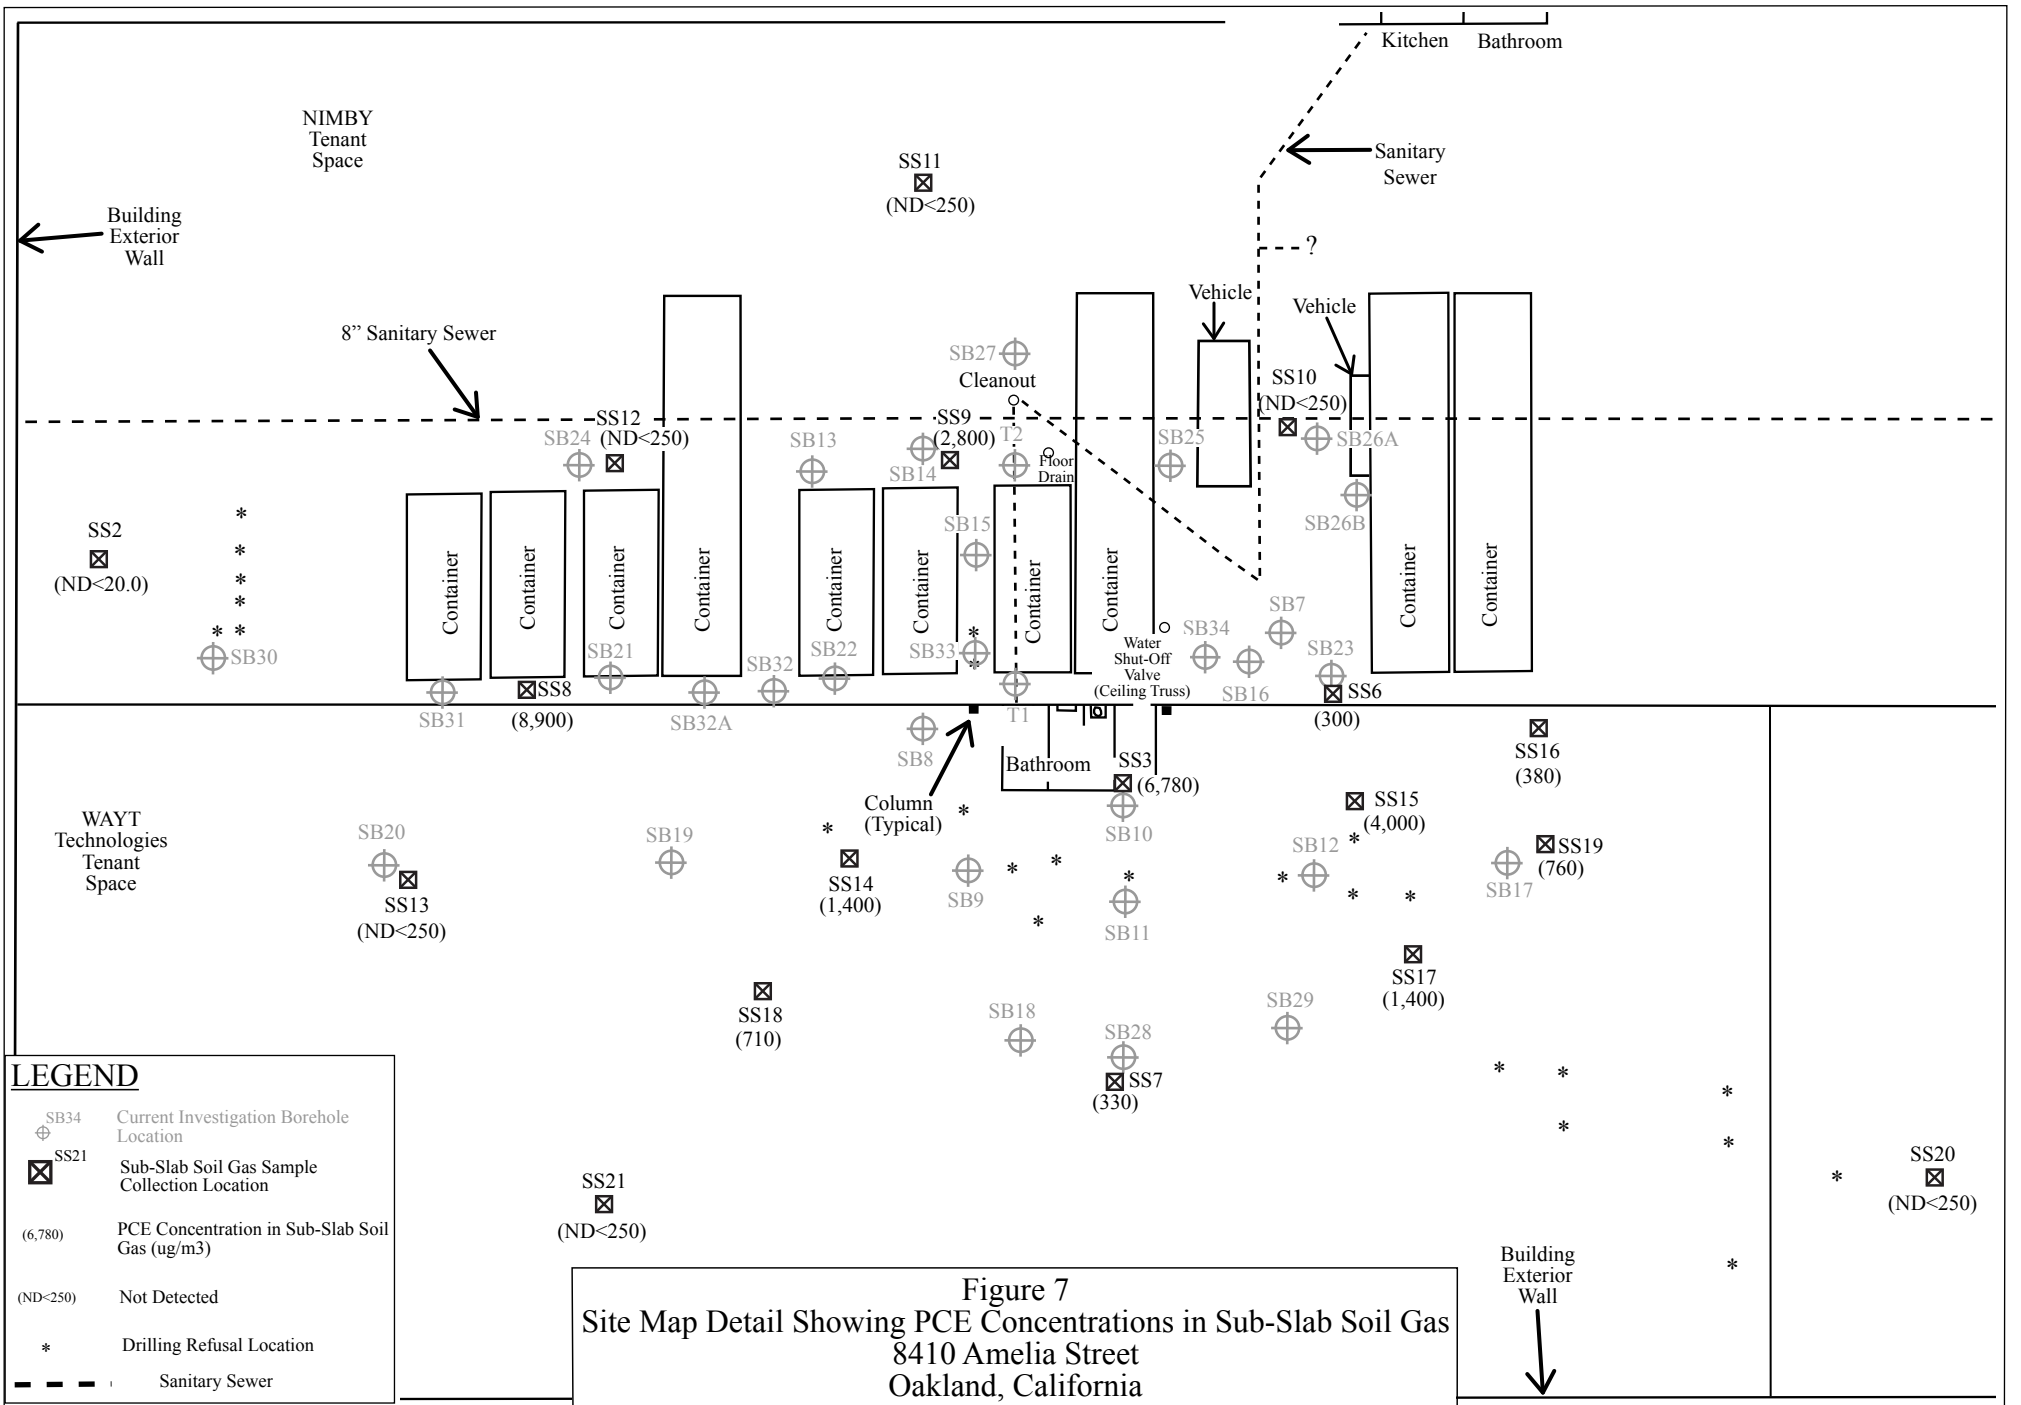 Kitchen
Bathroom
NIMBY
Tenant
Space
SS11
(ND<250)
Sanitary
Sewer
Building
Exterior
Wall
?
Vehicle
Vehicle
8” Sanitary Sewer
SB27
Cleanout
SS10
(ND<250)
SS12
(ND<250)
SB24
SB13
SS9
(2,800)
SB14
T2
Floor
Drain
SB25
SB26A
SB26B
SB15
SS2
(ND<20.0)
Container
Container
Container
Container
Container
Container
Container
Container
Container
Container
SB7
SB34
SB30
SB21
SB32
SB22
SB33
Water
Shut-Off
Valve
(Ceiling Truss)
SB23
SB16
SS6
(300)
SB31
SS8
(8,900)
SB32A
T1
SB8
Bathroom
SS3
(6,780)
SB10
SS16
(380)
Column
(Typical)
SS15
(4,000)
WAYT
Technologies
Tenant
Space
SB20
SS13
(ND<250)
SB19
SS14
(1,400)
SB9
SB11
SB12
SS19
(760)
SB17
SS17
(1,400)
SS18
(710)
SB18
SB28
SB29
SS7
(330)
SS21
(ND<250)
SS20
(ND<250)
Building
Exterior
Wall
LEGEND
SB34
Current Investigation Borehole
Location
SS21
Sub-Slab Soil Gas Sample
Collection Location
(6,780)
PCE Concentration in Sub-Slab Soil
Gas (ug/m3)
(ND<250)
Not Detected
* Drilling Refusal Location
Sanitary Sewer
Figure 7
Site Map Detail Showing PCE Concentrations in Sub-Slab Soil Gas
8410 Amelia Street
Oakland, California